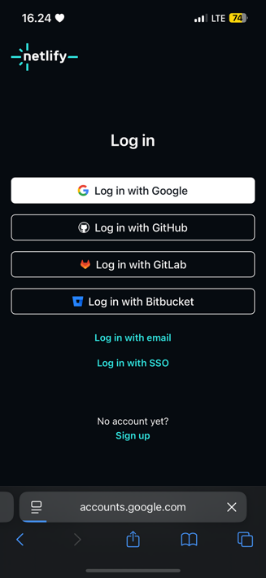 16.24
LTE
74
netlify
Log in
Log in with Google
Log in with GitHub
Log in with GitLab
Log in with Bitbucket
Log in with email
Log in with SSO
No account yet?
Sign up
accounts.google.com